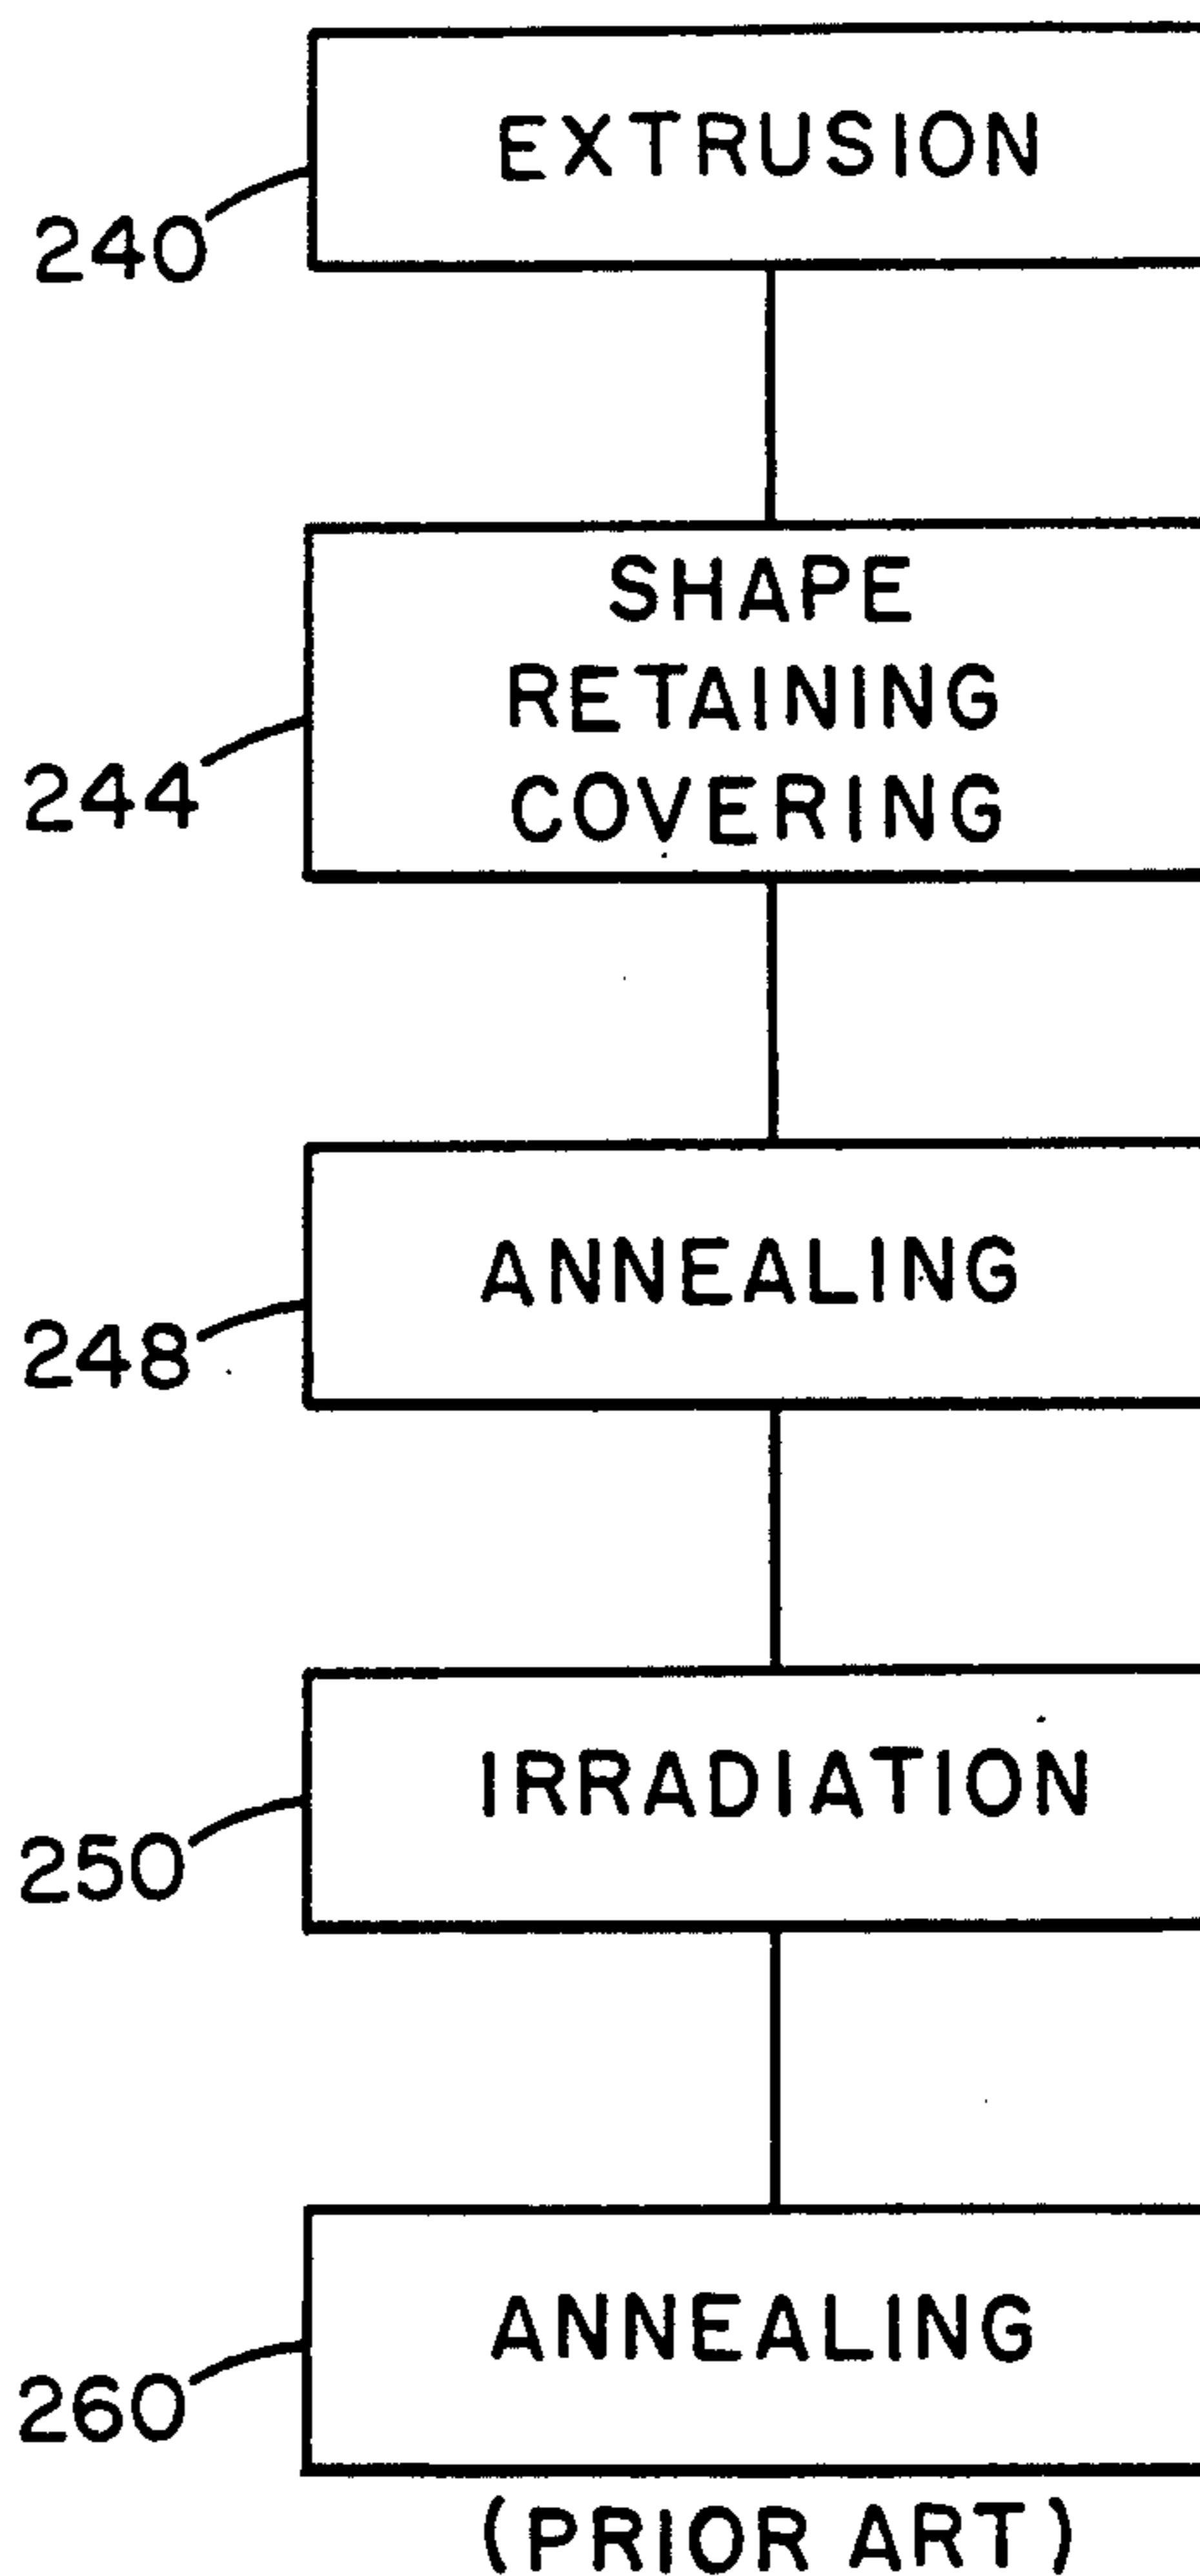 EXTRUSION
240
SHAPE
RETAINING
COVERING
244
ANNEALING
248
IRRADIATION
250
ANNEALING
260
(PRIOR ART)